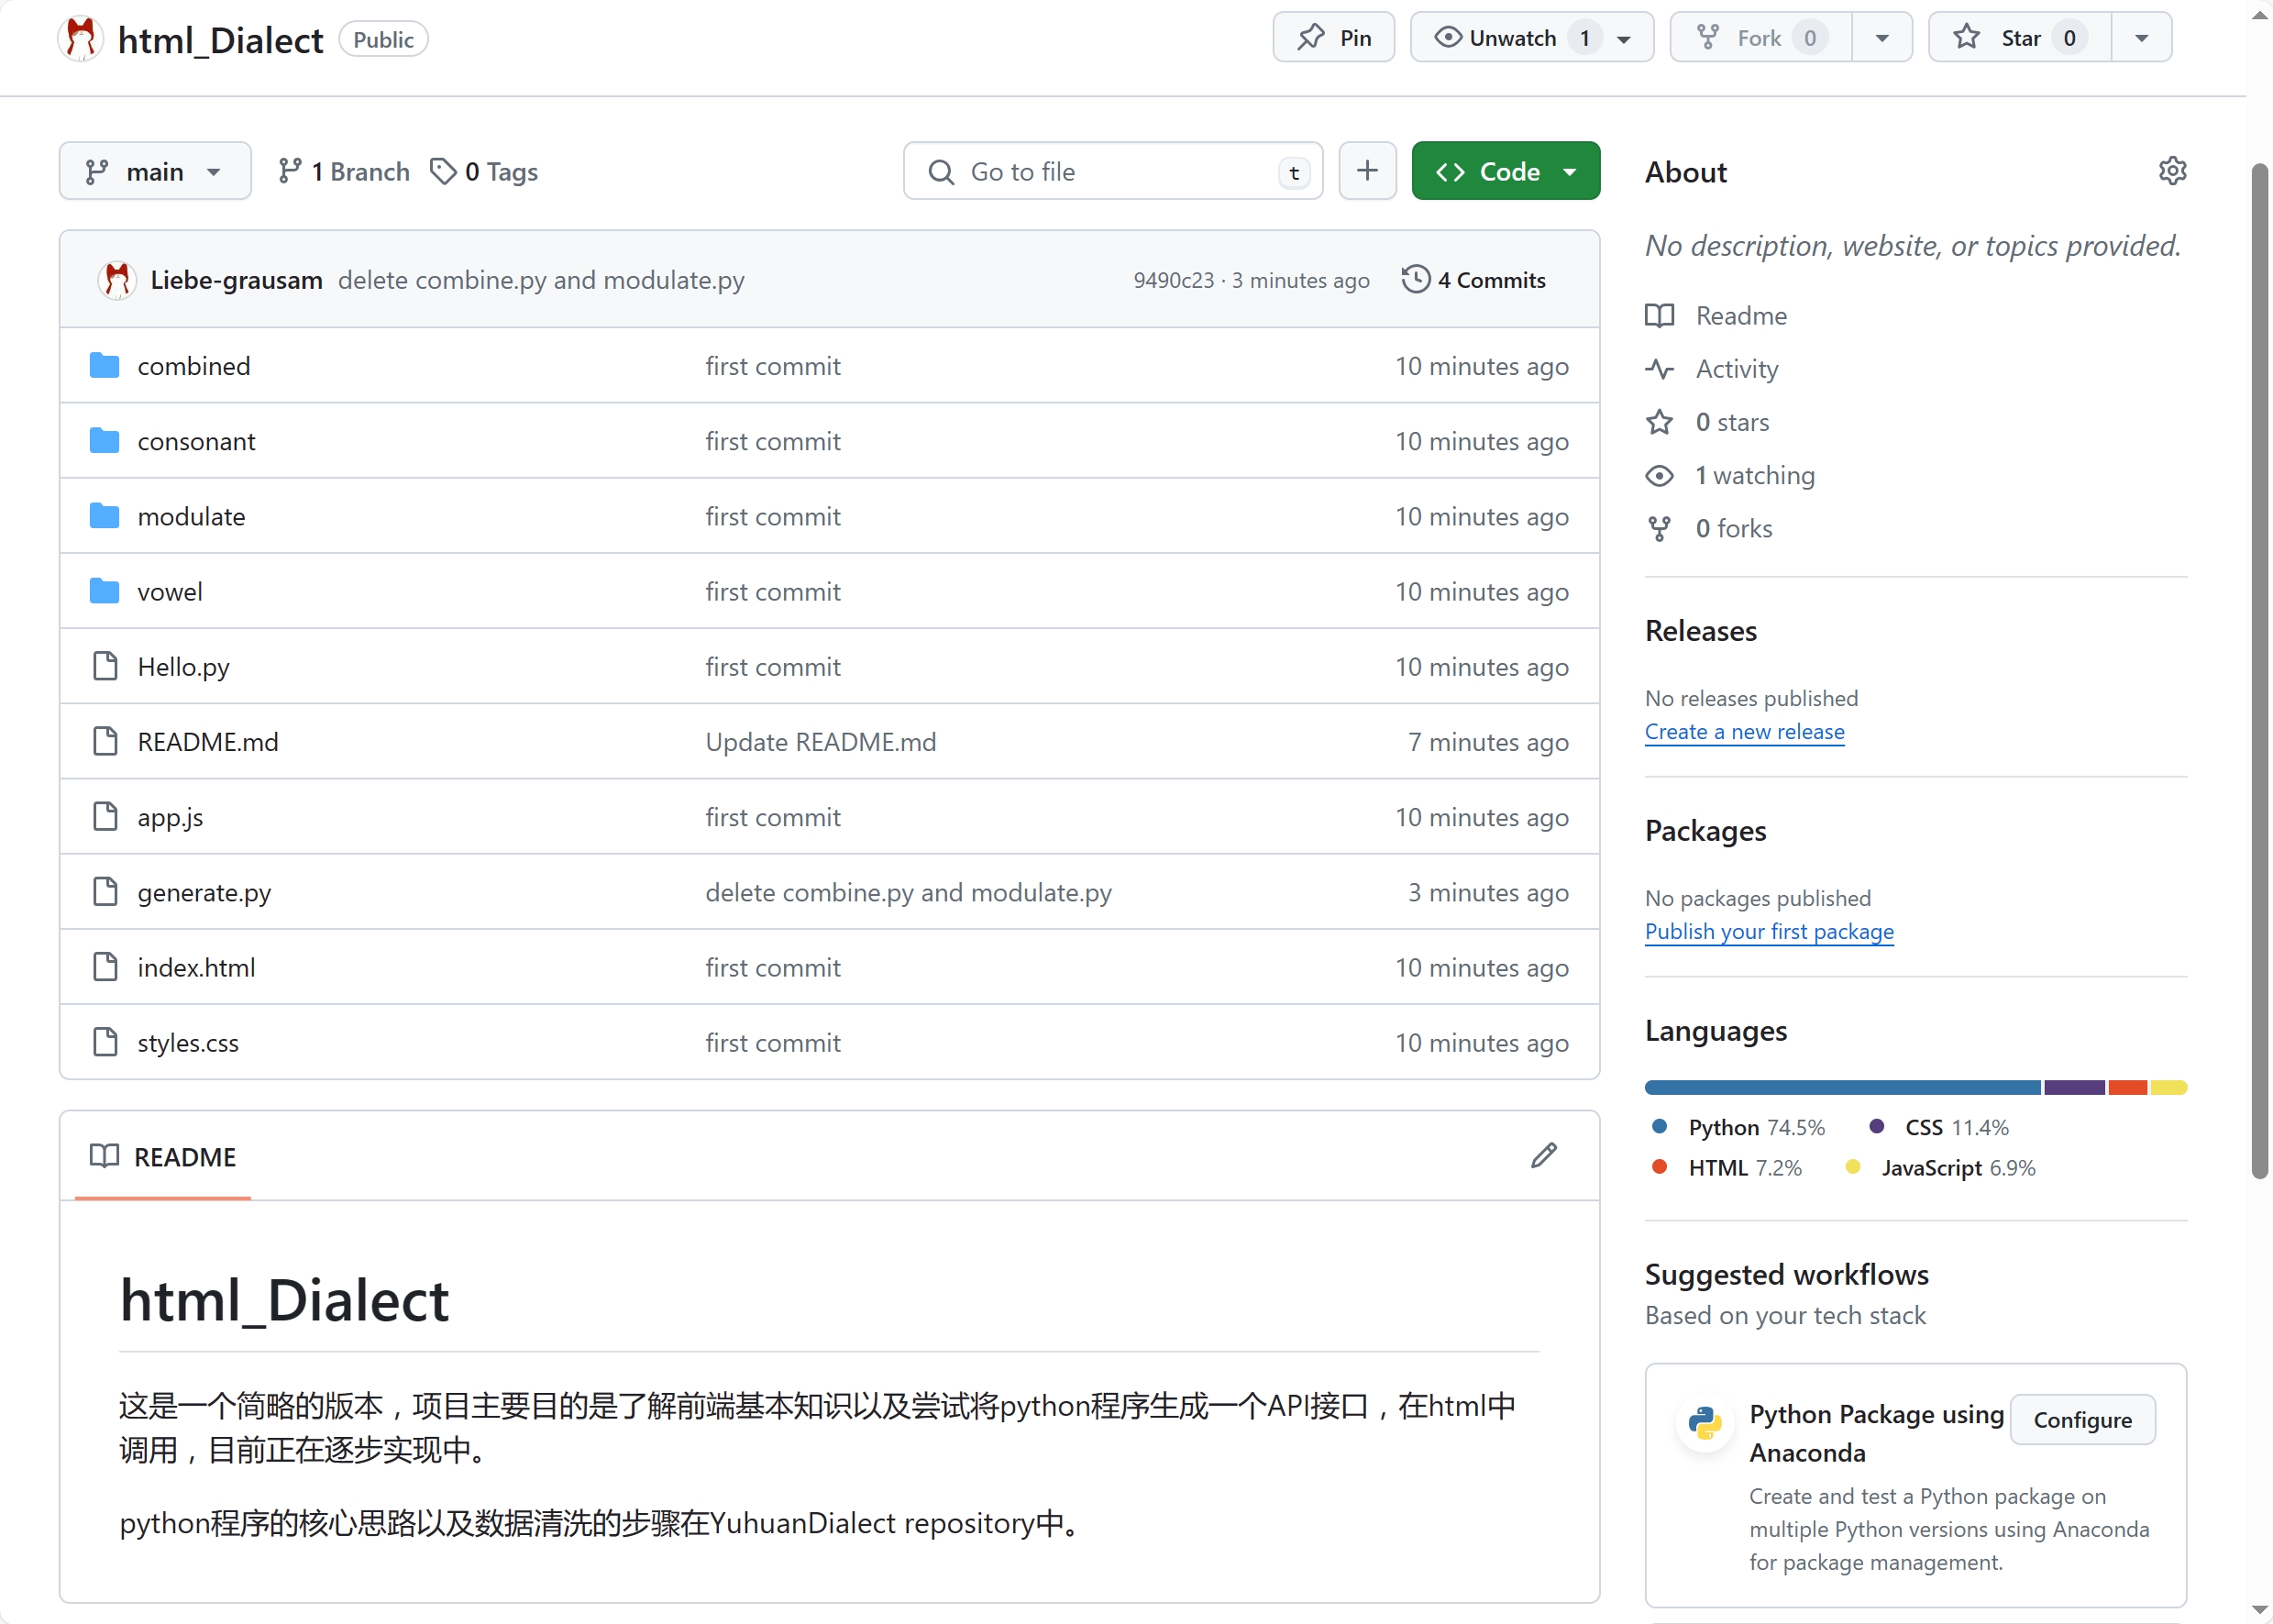 html_Dialect Public Pin Unwatch 1 Fork 0 Star 0
main 1 Branch 0 Tags Go to file t Code
Liebe-grausam delete combine.py and modulate.py 9490c23 · 3 minutes ago 4 Commits
combined first commit 10 minutes ago
consonant first commit 10 minutes ago
modulate first commit 10 minutes ago
vowel first commit 10 minutes ago
Hello.py first commit 10 minutes ago
README.md Update README.md 7 minutes ago
app.js first commit 10 minutes ago
generate.py delete combine.py and modulate.py 3 minutes ago
index.html first commit 10 minutes ago
styles.css first commit 10 minutes ago
README
html_Dialect
这是一个简略的版本，项目主要目的是了解前端基本知识以及尝试将python程序生成一个API接口，在html中
调用，目前正在逐步实现中。
python程序的核心思路以及数据清洗的步骤在YuhuanDialect repository中。
About
No description, website, or topics provided.
Readme
Activity
0 stars
1 watching
0 forks
Releases
No releases published
Create a new release
Packages
No packages published
Publish your first package
Languages
Python 74.5% CSS 11.4%
HTML 7.2% JavaScript 6.9%
Suggested workflows
Based on your tech stack
Python Package using Configure
Anaconda
Create and test a Python package on
multiple Python versions using Anaconda
for package management.